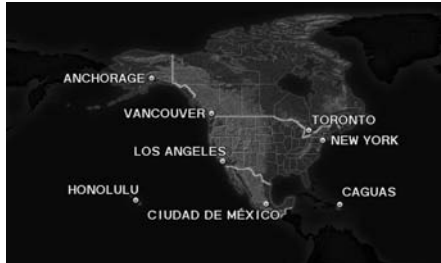 ANCHORAGE
VANCOUVER
TORONTO
NEW YORK
LOS ANGELES
HONOLULU
CAGUAS
CIUDAD DE MÉXICO